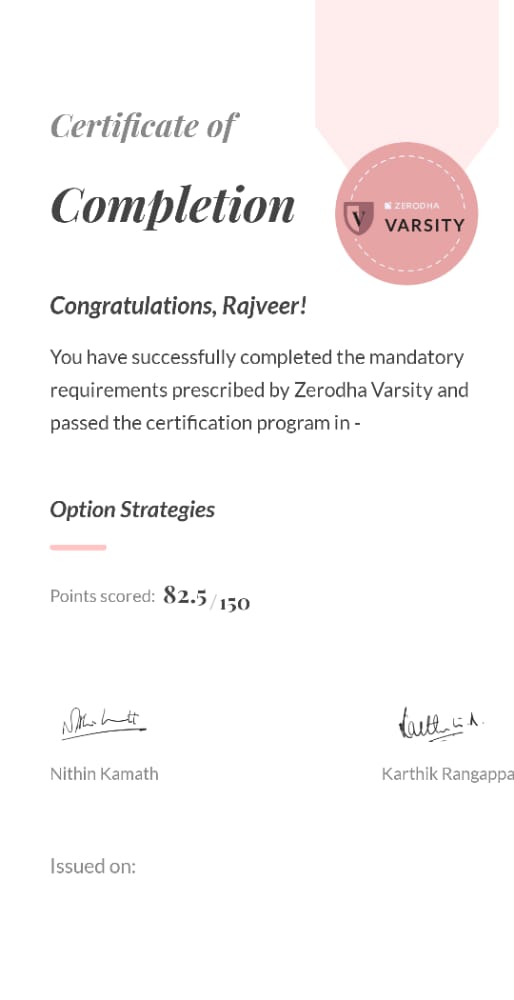 Certificate of
Completion
ZERODHA
V VARSITY
Congratulations, Rajveer!
You have successfully completed the mandatory
requirements prescribed by Zerodha Varsity and
passed the certification program in -
Option Strategies
Points scored: 82.5/150
Nithin Kamath
Karthik Rangappa
Issued on: